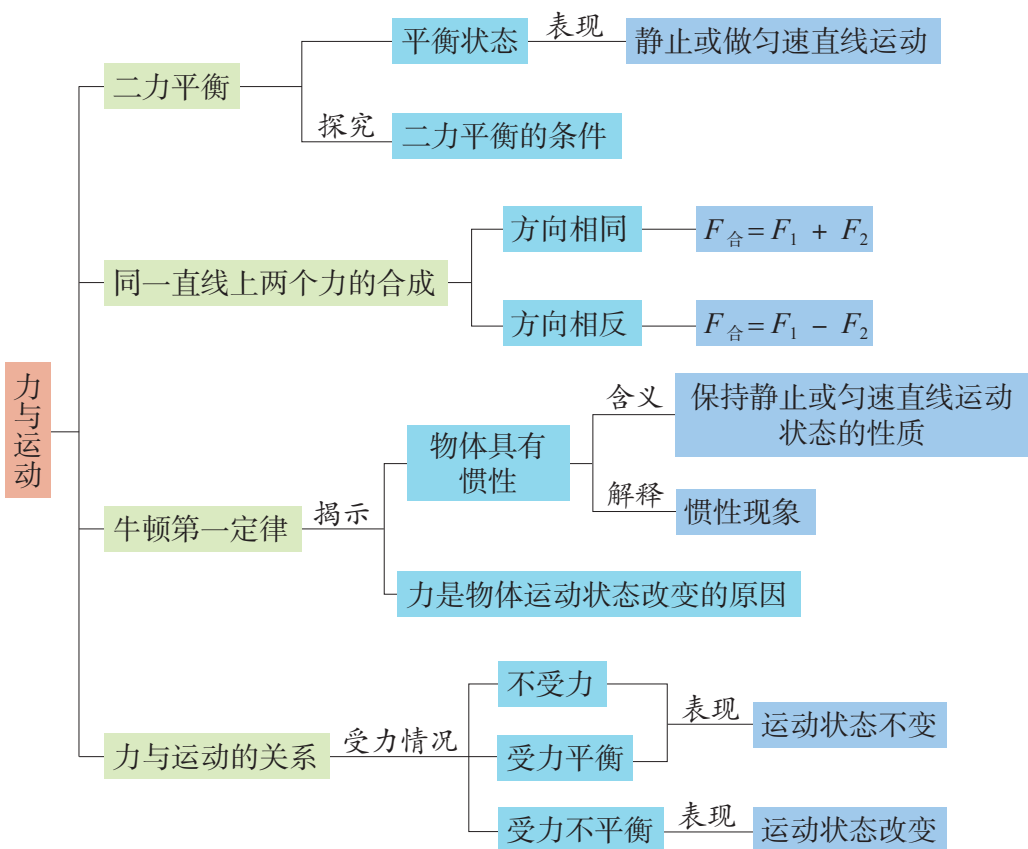 力与运动
二力平衡
平衡状态
表现
静止或做匀速直线运动
探究
二力平衡的条件
同一直线上两个力的合成
方向相同
F合=F1 + F2
方向相反
F合=F1 - F2
牛顿第一定律
揭示
物体具有
惯性
含义
保持静止或匀速直线运动
状态的性质
解释
惯性现象
力是物体运动状态改变的原因
力与运动的关系
受力情况
不受力
受力平衡
表现
运动状态不变
受力不平衡
表现
运动状态改变